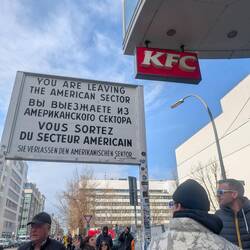 YOU ARE LEAVING
THE AMERICAN SECTOR
ВЫ ВЫЕЗЖАЕТЕ ИЗ
АМЕРИКАНСКОГО СЕКТОРА
VOUS SORTEZ
DU SECTEUR AMÉRICAIN
SIE VERLASSEN DEN AMERIKANISCHEN SEKTOR
KFC